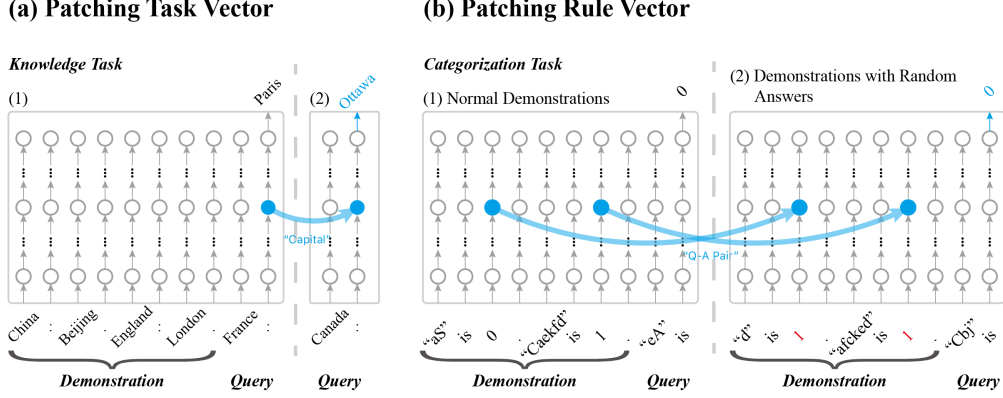 (a) Patching Task Vector
Knowledge Task
(1)
Paris
(2)
Ottawa
"Capital"
China : Beijing . England : London . France :
Canada :
Demonstration
Query
Query
(b) Patching Rule Vector
Categorization Task
(1) Normal Demonstrations
0
(2) Demonstrations with Random
Answers
0
"Q-A Pair"
“aS” is 0 . “Caekfd” is 1 . “eA” is
“d” is 1 . “afcked” is 1 . “Cbj” is
Demonstration
Query
Demonstration
Query